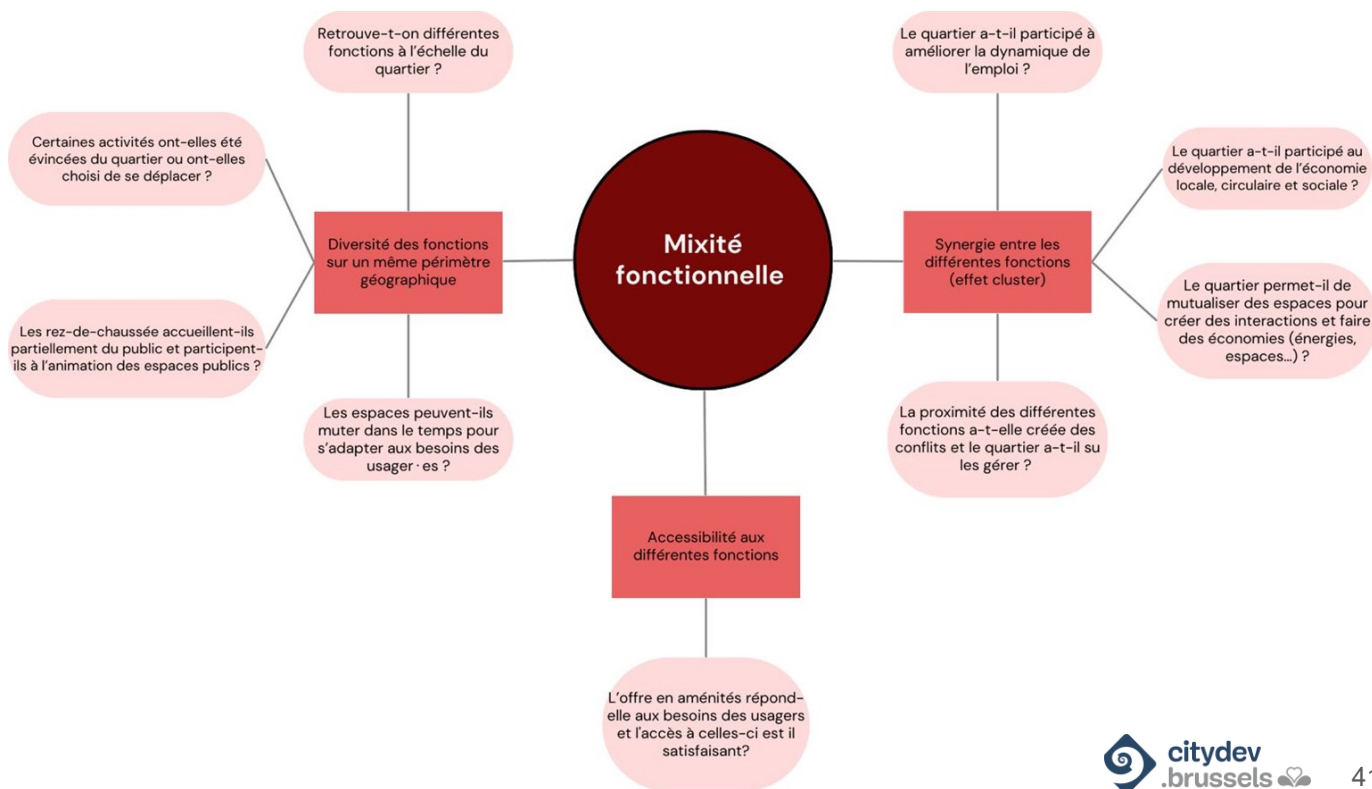 Retrouve-t-on différentes
fonctions à l'échelle du
quartier ?
Certaines activités ont-elles été
évincées du quartier ou ont-elles
choisi de se déplacer ?
Diversité des fonctions
sur un même périmètre
géographique
Les rez-de-chaussée accueillent-ils
partiellement du public et participent-
ils à l'animation des espaces publics ?
Les espaces peuvent-ils
muter dans le temps pour
s'adapter aux besoins des
usager·es ?
Mixité
fonctionnelle
Le quartier a-t-il participé à
améliorer la dynamique de
l'emploi ?
Le quartier a-t-il participé au
développement de l'économie
locale, circulaire et sociale ?
Synergie entre les
différentes fonctions
(effet cluster)
Le quartier permet-il de
mutualiser des espaces pour
créer des interactions et faire
des économies (énergies,
espaces...) ?
La proximité des différentes
fonctions a-t-elle créée des
conflits et le quartier a-t-il su
les gérer ?
Accessibilité aux
différentes fonctions
L'offre en aménités répond-
elle aux besoins des usagers
et l'accès à celles-ci est il
satisfaisant?
citydev
.brussels
41